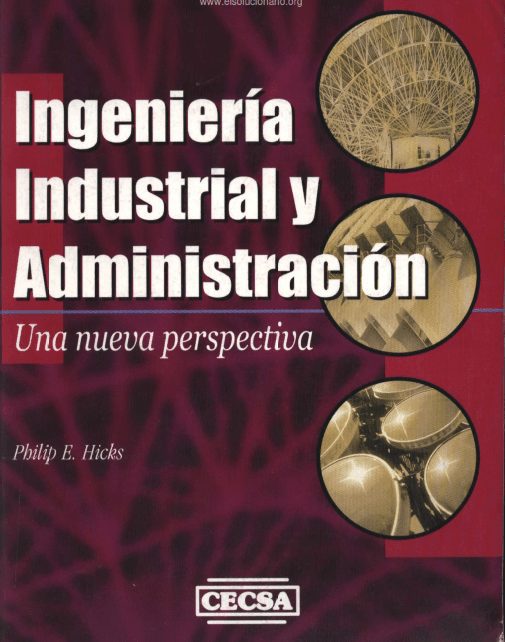 www.elsolucionario.org
Ingeniería
Industrial y
Administración
Una nueva perspectiva
Philip E. Hicks
CECSA